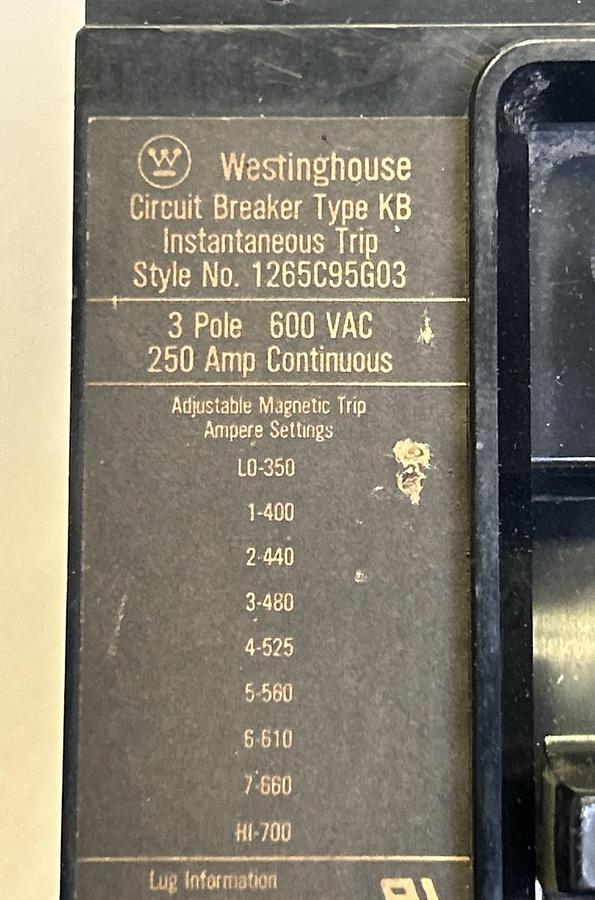 W Westinghouse
Circuit Breaker Type KB
Instantaneous Trip
Style No. 1265C95G03
3 Pole 600 VAC
250 Amp Continuous
Adjustable Magnetic Trip
Ampere Settings
LO-350
1-400
2-440
3-480
4-525
5-560
6-610
7-660
HI-700
Lug Information